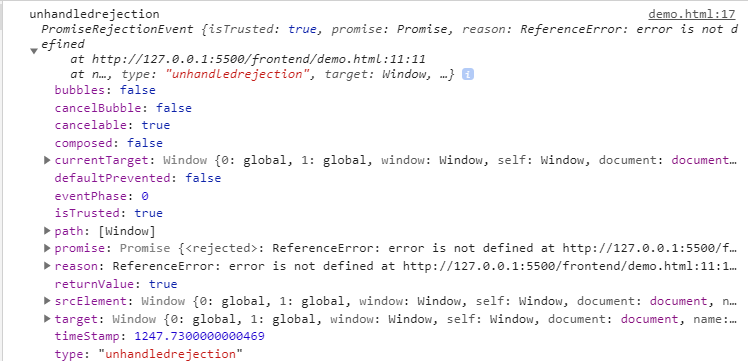 unhandledrejection demo.html:17
PromiseRejectionEvent {isTrusted: true, promise: Promise, reason: ReferenceError: error is not d
efined
at http://127.0.0.1:5500/frontend/demo.html:11:11
at n…, type: "unhandledrejection", target: Window, …} i
bubbles: false
cancelBubble: false
cancelable: true
composed: false
currentTarget: Window {0: global, 1: global, window: Window, self: Window, document: document…
defaultPrevented: false
eventPhase: 0
isTrusted: true
path: [Window]
promise: Promise {<rejected>: ReferenceError: error is not defined at http://127.0.0.1:5500/f…
reason: ReferenceError: error is not defined at http://127.0.0.1:5500/frontend/demo.html:11:1…
returnValue: true
srcElement: Window {0: global, 1: global, window: Window, self: Window, document: document, n…
target: Window {0: global, 1: global, window: Window, self: Window, document: document, name:…
timeStamp: 1247.7300000000469
type: "unhandledrejection"